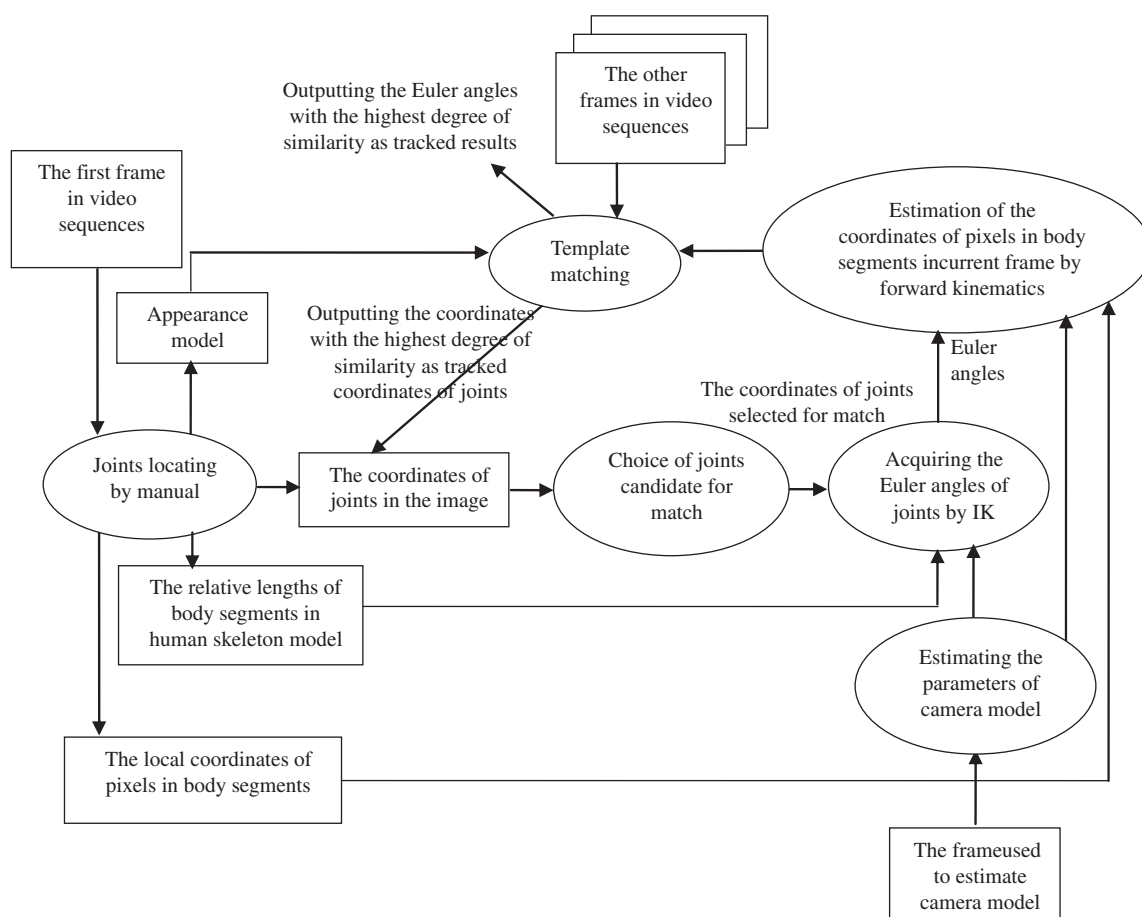 The other
frames in video
sequences
Outputting the Euler angles
with the highest degree of
similarity as tracked results
The first frame
in video
sequences
Estimation of the
coordinates of pixels in body
segments incurrent frame by
forward kinematics
Template
matching
Appearance
model
Outputting the coordinates
with the highest degree of
similarity as tracked
coordinates of joints
Euler
angles
The coordinates of joints
selected for match
Joints locating
by manual
The coordinates of
joints in the image
Choice of joints
candidate for
match
Acquiring the
Euler angles of
joints by IK
The relative lengths of
body segments in
human skeleton model
Estimating the
parameters of
camera model
The local coordinates of
pixels in body segments
The frameused
to estimate
camera model